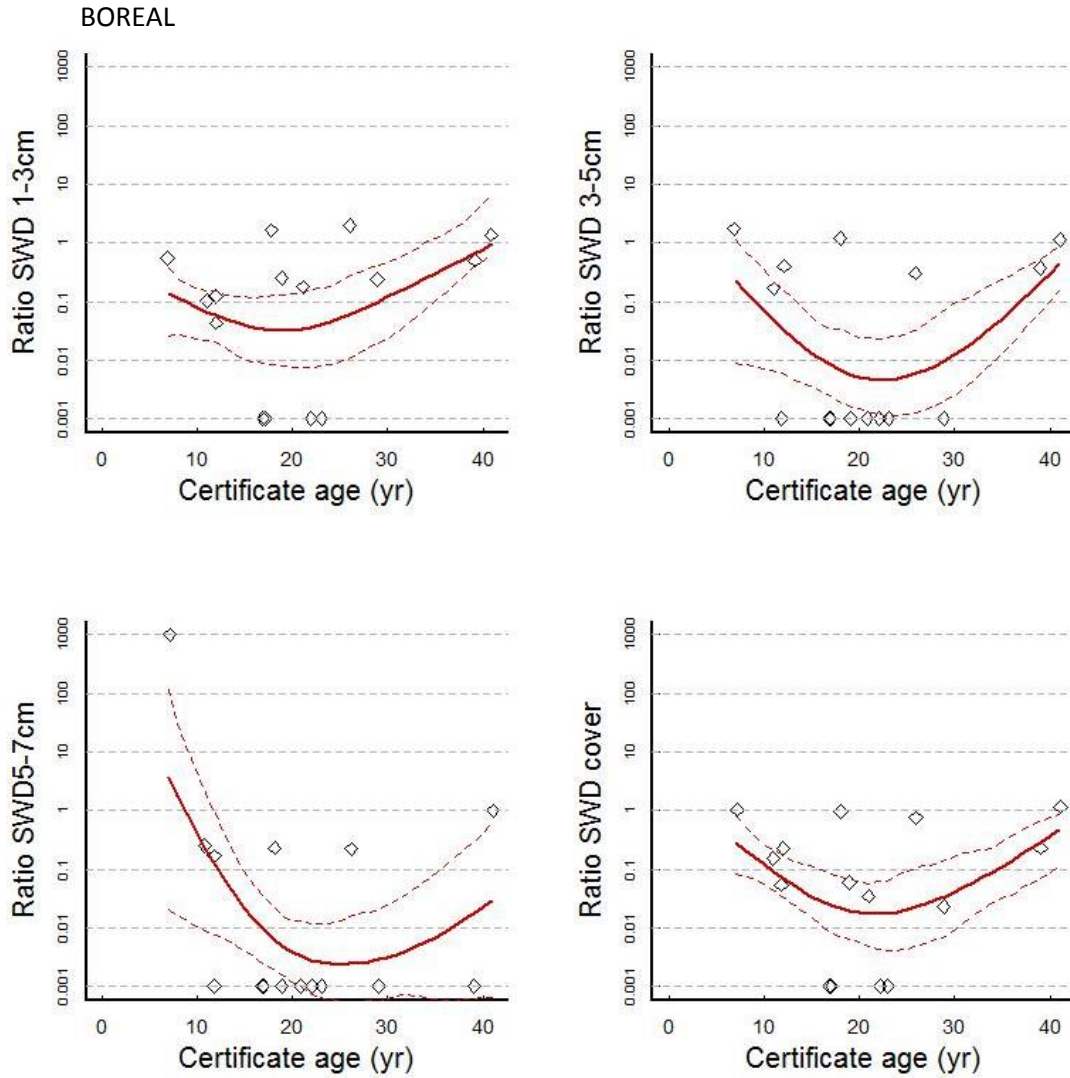 BOREAL
Ratio SWD 1-3cm
1000
100
10
1
0.1
0.01
0.001
0 10 20 30 40
Certificate age (yr)
Ratio SWD 3-5cm
1000
100
10
1
0.1
0.01
0.001
0 10 20 30 40
Certificate age (yr)
Ratio SWD5-7cm
1000
100
10
1
0.1
0.01
0.001
0 10 20 30 40
Certificate age (yr)
Ratio SWD cover
1000
100
10
1
0.1
0.01
0.001
0 10 20 30 40
Certificate age (yr)